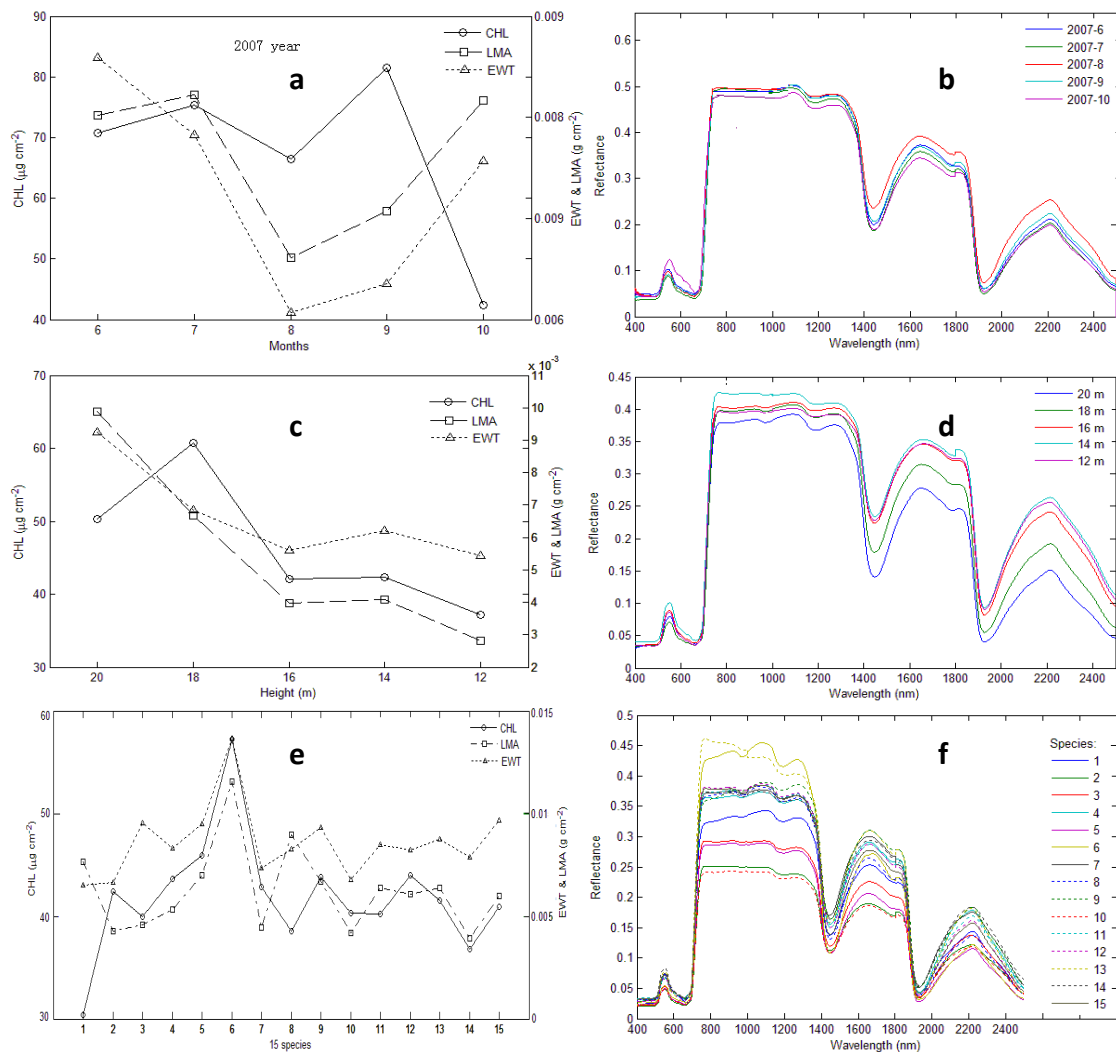 2007 year
a
CHL
LMA
EWT
90
80
70
60
50
40
CHL (μg cm-2)
0.009
0.008
0.009
0.006
EWT & LMA (g cm-2)
6 7 8 9 10
Months
b
2007-6
2007-7
2007-8
2007-9
2007-10
0.6
0.5
0.4
0.3
0.2
0.1
0
Reflectance
400 600 800 1000 1200 1400 1600 1800 2000 2200 2400
Wavelength (nm)
c
CHL
LMA
EWT
70
60
50
40
30
CHL (μg cm-2)
x 10-3
11
10
9
8
7
6
5
4
3
2
EWT & LMA (g cm-2)
20 18 16 14 12
Height (m)
d
20 m
18 m
16 m
14 m
12 m
0.45
0.4
0.35
0.3
0.25
0.2
0.15
0.1
0.05
0
Reflectance
400 600 800 1000 1200 1400 1600 1800 2000 2200 2400
Wavelength (nm)
e
CHL
LMA
EWT
60
50
40
30
CHL (μg cm-2)
0.015
0.01
0.005
0
EWT & LMA (g cm-2)
1 2 3 4 5 6 7 8 9 10 11 12 13 14 15
15 species
f
Species:
1
2
3
4
5
6
7
8
9
10
11
12
13
14
15
0.5
0.45
0.4
0.35
0.3
0.25
0.2
0.15
0.1
0.05
0
Reflectance
400 600 800 1000 1200 1400 1600 1800 2000 2200 2400
Wavelength (nm)